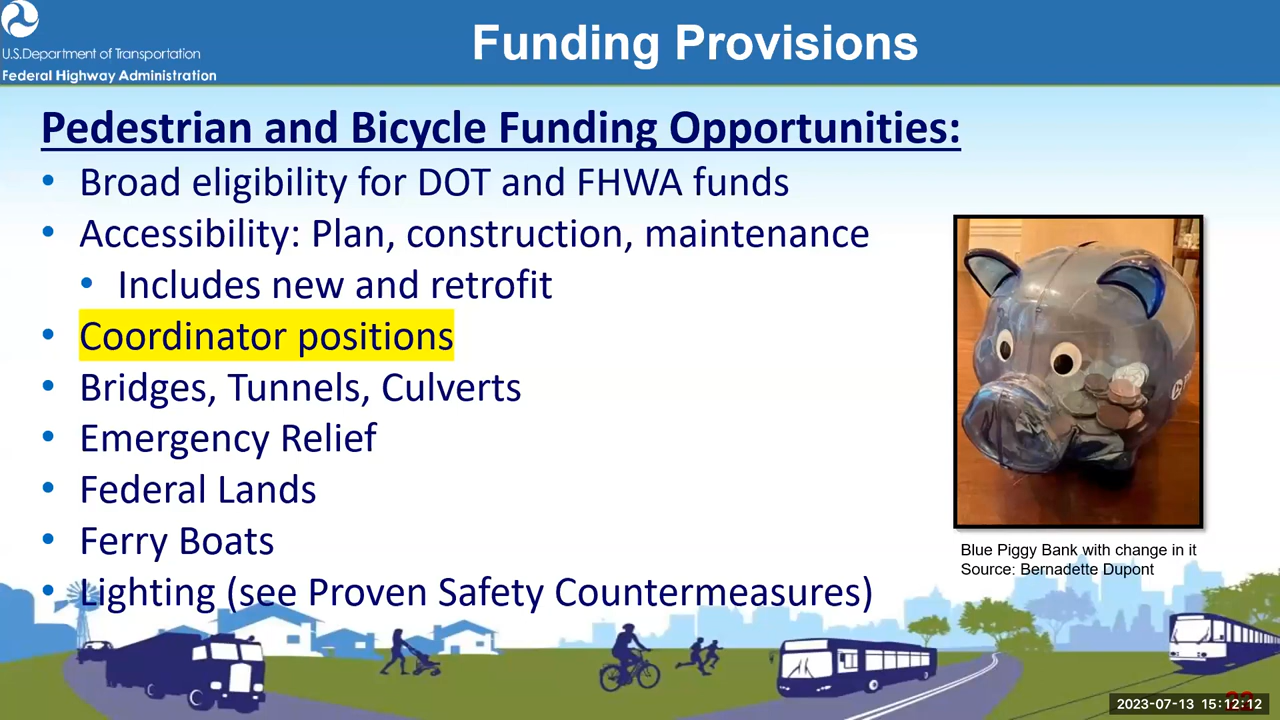 U.S.Department of Transportation
Federal Highway Administration
Funding Provisions
Pedestrian and Bicycle Funding Opportunities:
• Broad eligibility for DOT and FHWA funds
• Accessibility: Plan, construction, maintenance
• Includes new and retrofit
• Coordinator positions
• Bridges, Tunnels, Culverts
• Emergency Relief
• Federal Lands
• Ferry Boats
• Lighting (see Proven Safety Countermeasures)
Blue Piggy Bank with change in it
Source: Bernadette Dupont
2023-07-13 15:12:12